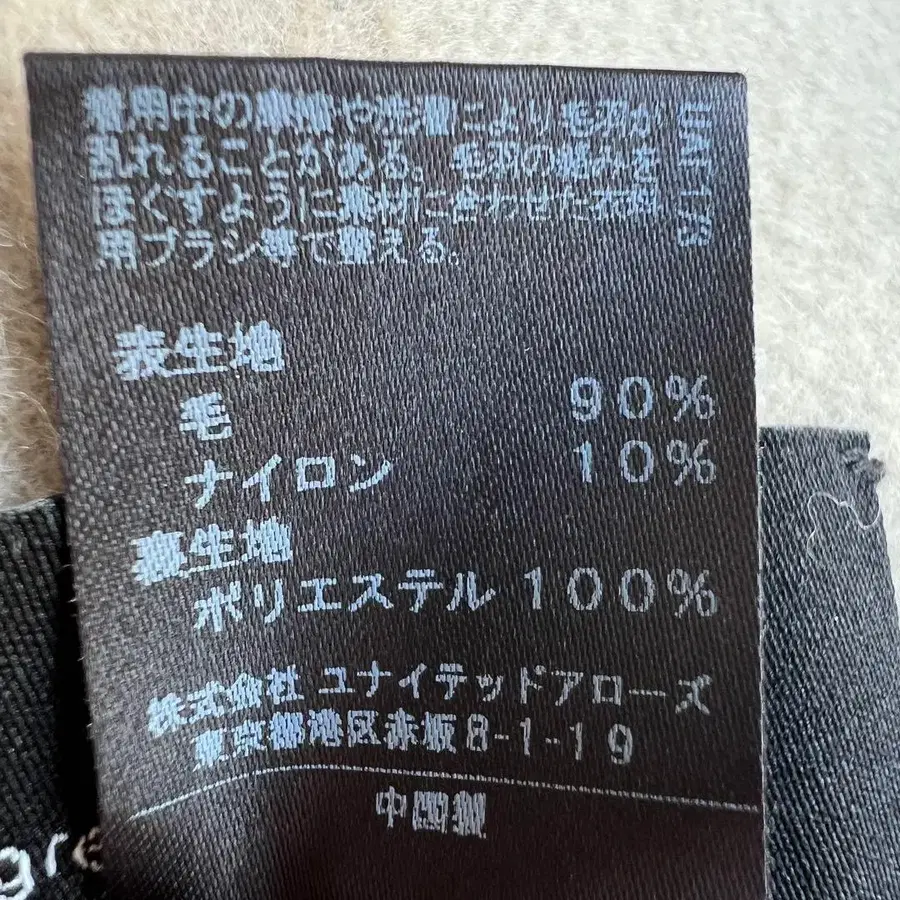 着用中の摩擦や洗濯により毛羽が
乱れることがある。毛羽の絡みを
ほぐすように素材に合わせた衣料
用ブラシ等で整える。
表生地
毛 90%
ナイロン 10%
裏生地
ポリエステル 100%
株式会社 ユナイテッドアローズ
東京都港区赤坂8-1-19
中国製
gre